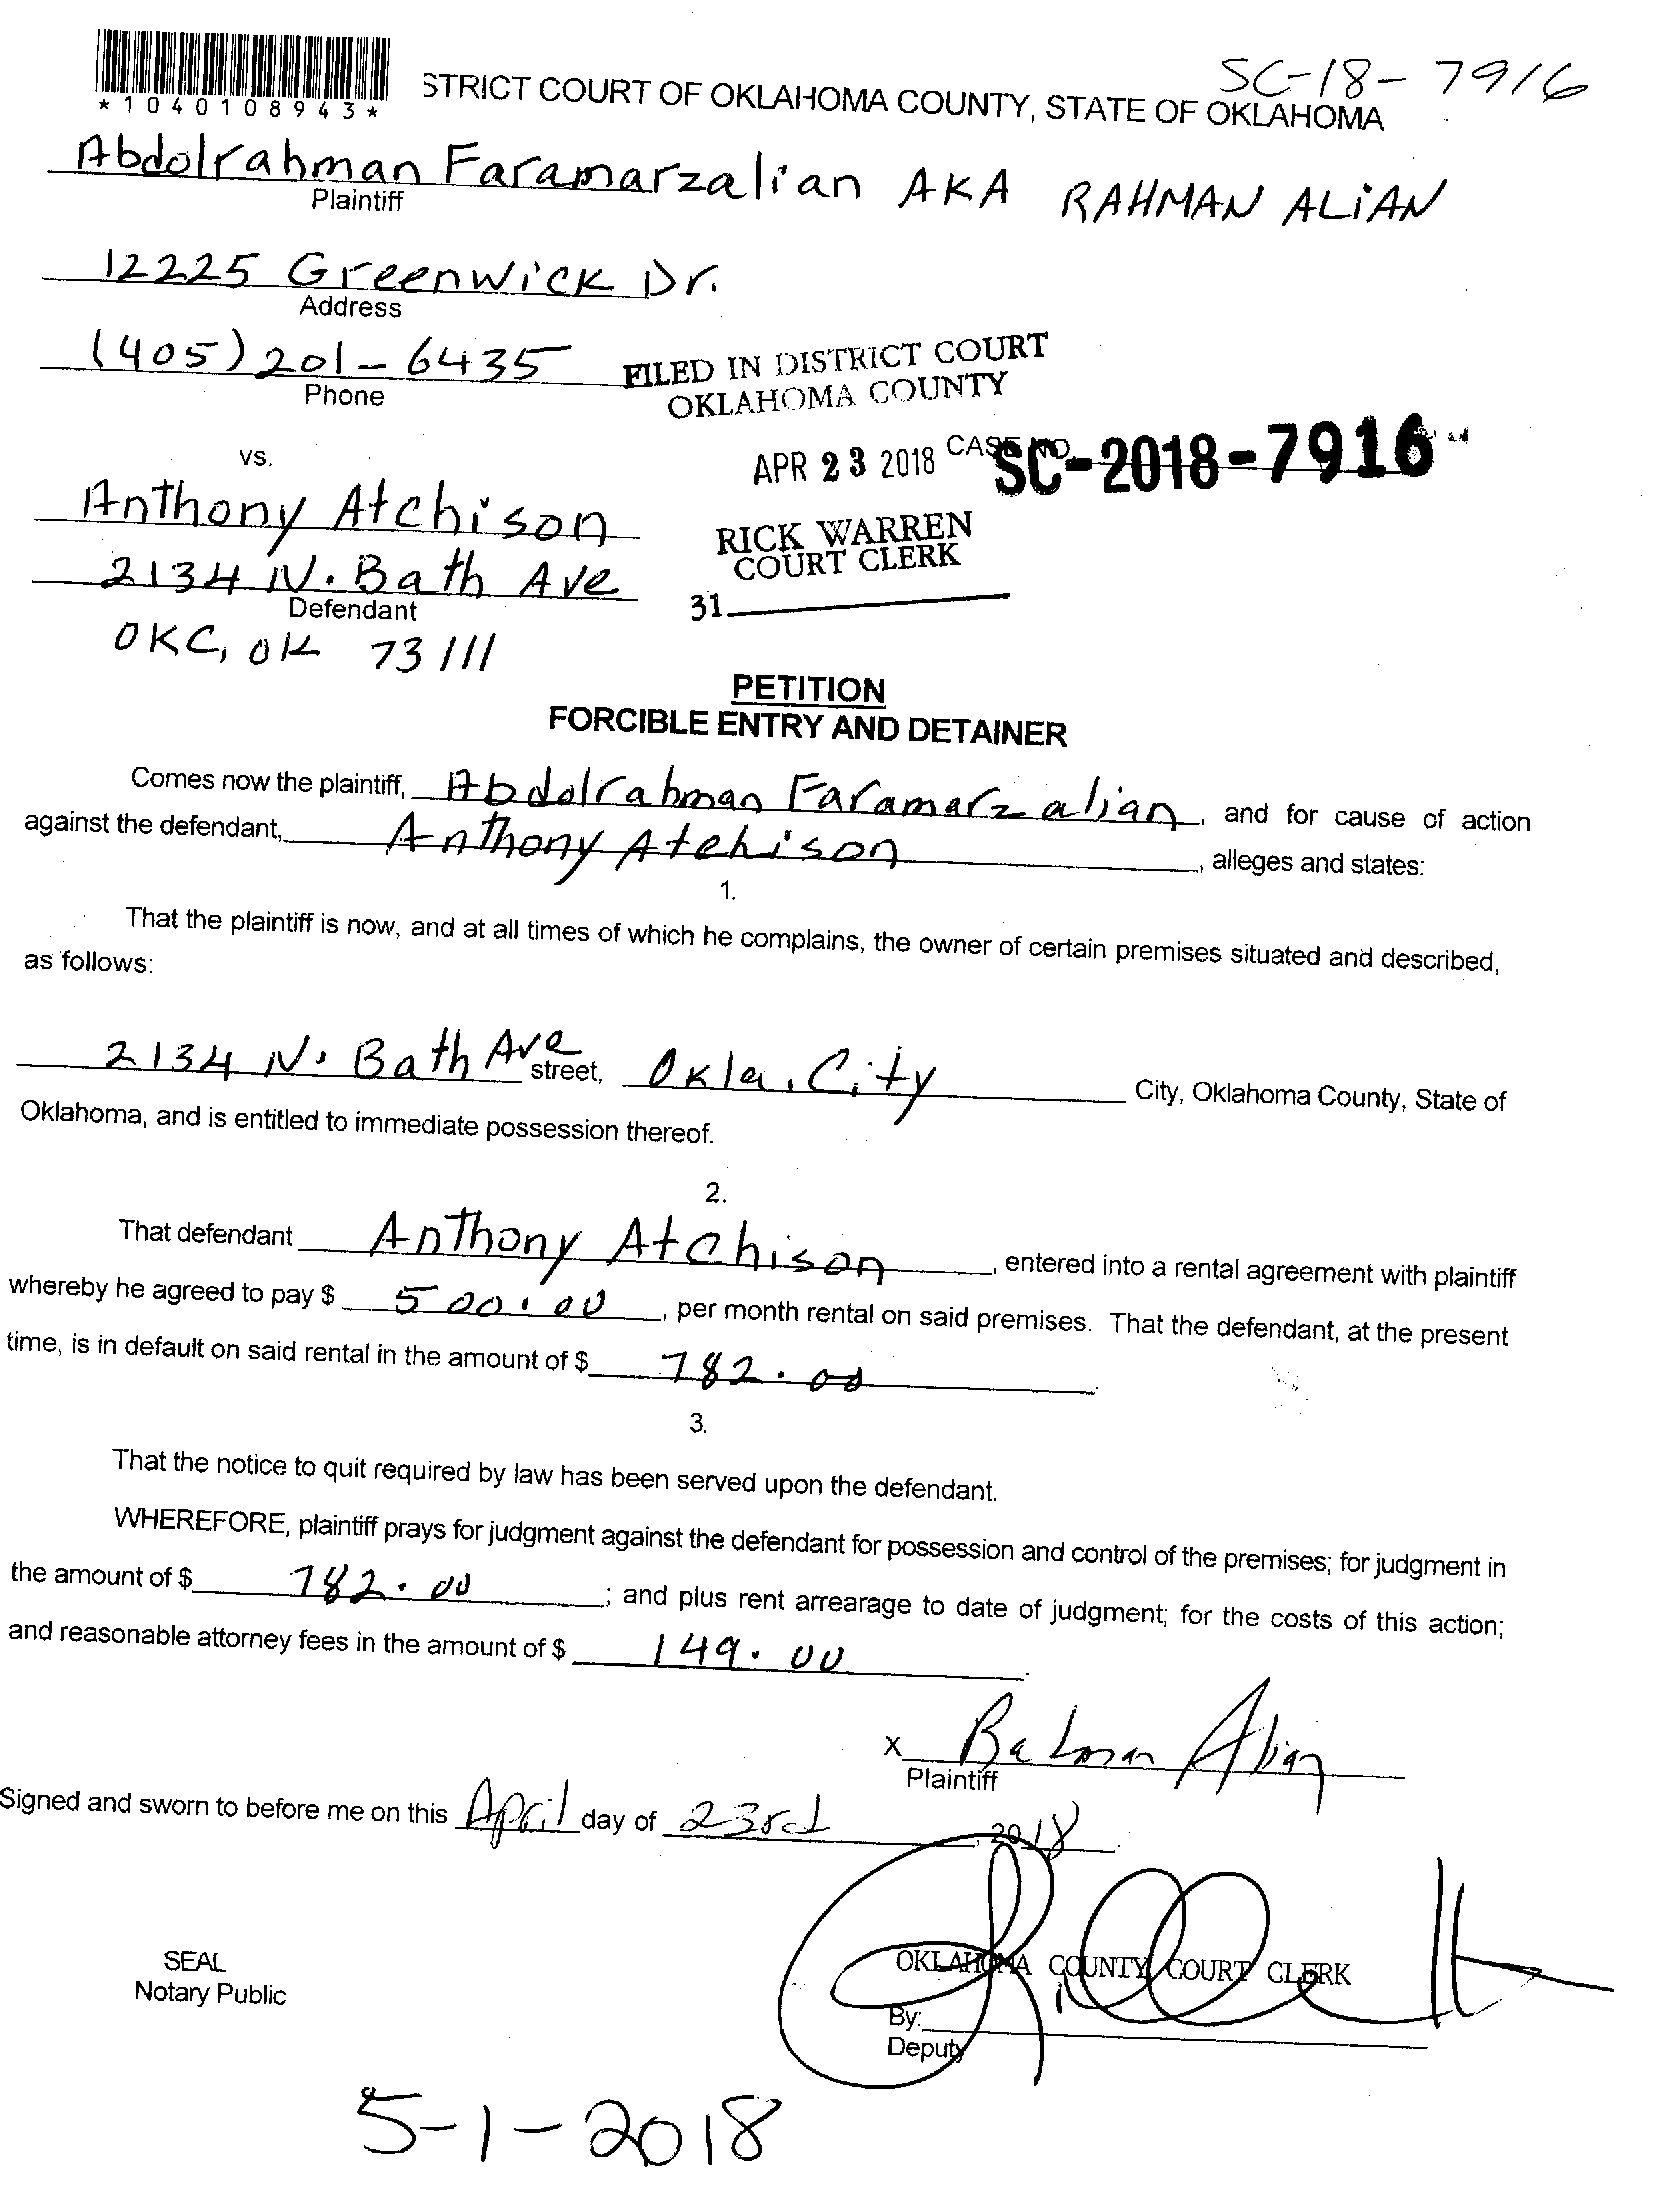 SC-18-7916
*1040108943*
STRICT COURT OF OKLAHOMA COUNTY, STATE OF OKLAHOMA
Abdolrahman Faramarzalian AKA RAHMAN ALIAN
Plaintiff
12225 Greenwick Dr.
Address
(405) 201-6435
Phone
FILED IN DISTRICT COURT
OKLAHOMA COUNTY
vs.
APR 23 2018
CASE NO.
SC-2018-7916
Anthony Atchison
RICK WARREN
COURT CLERK
2134 N. Bath Ave
Defendant
31
OKC, OK 73111
PETITION
FORCIBLE ENTRY AND DETAINER
Comes now the plaintiff, Abdolrahman Faramarzalian, and for cause of action
against the defendant, Anthony Atchison, alleges and states:
1.
That the plaintiff is now, and at all times of which he complains, the owner of certain premises situated and described,
as follows:
2134 N. Bath Ave street, Okla. City City, Oklahoma County, State of
Oklahoma, and is entitled to immediate possession thereof.
2.
That defendant Anthony Atchison, entered into a rental agreement with plaintiff
whereby he agreed to pay $ 500.00, per month rental on said premises. That the defendant, at the present
time, is in default on said rental in the amount of $ 782.00.
3.
That the notice to quit required by law has been served upon the defendant.
WHEREFORE, plaintiff prays for judgment against the defendant for possession and control of the premises; for judgment in
the amount of $ 782.00; and plus rent arrearage to date of judgment; for the costs of this action;
and reasonable attorney fees in the amount of $ 149.00.
X Rahman Alian
Plaintiff
Signed and sworn to before me on this April day of 23rd, 2018.
SEAL
Notary Public
OKLAHOMA COUNTY COURT CLERK
By:
Deputy
5-1-2018